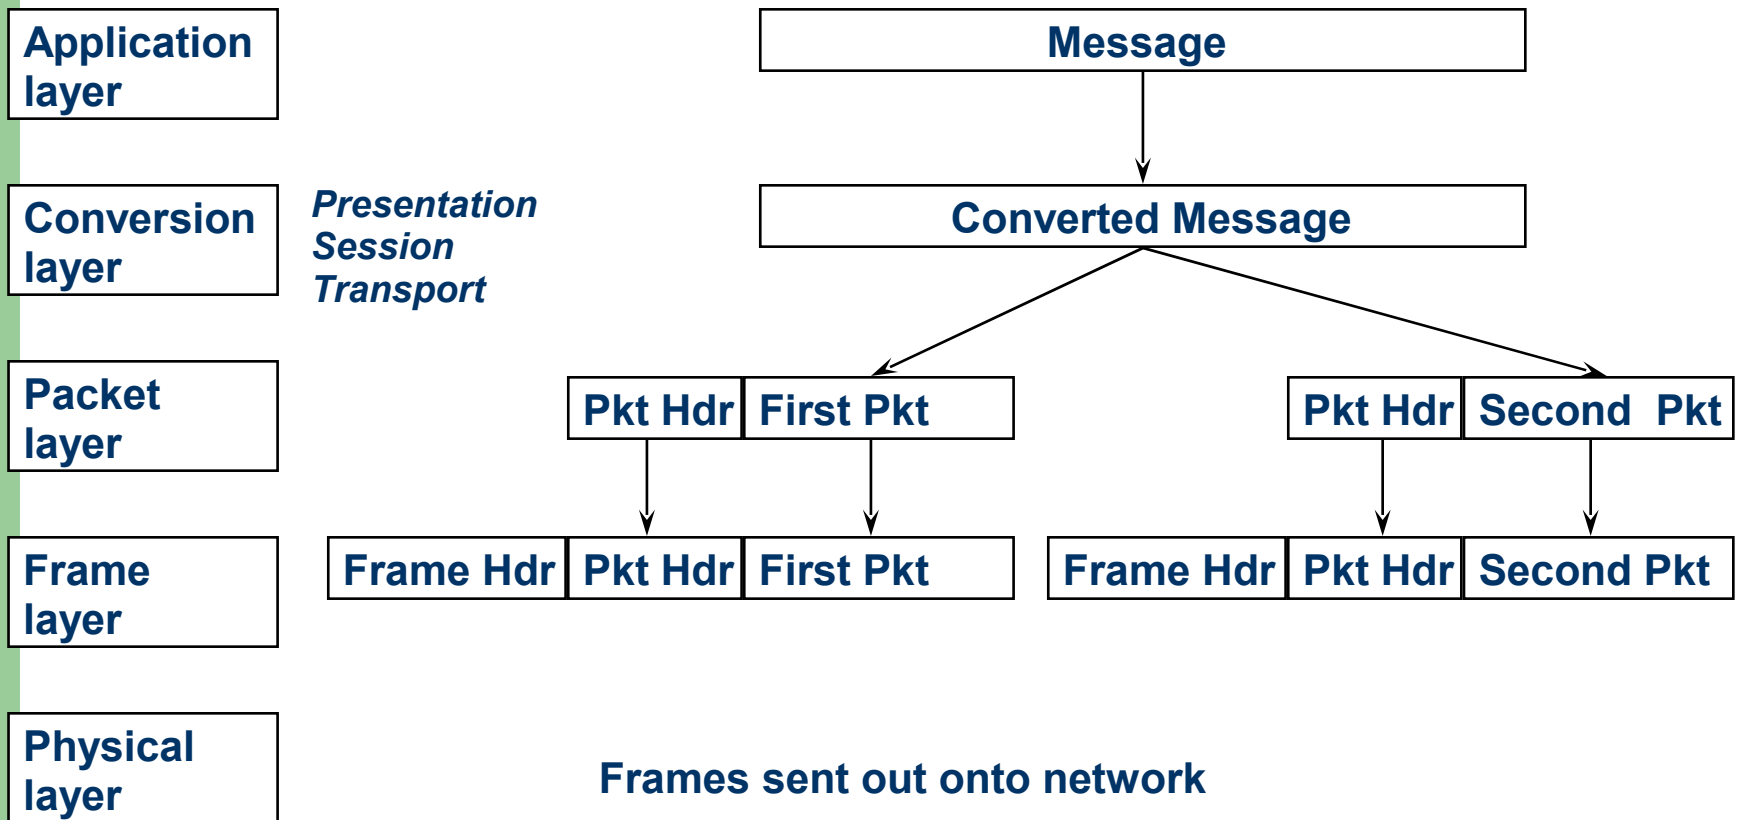 Application
layer
Message
Conversion
layer
Presentation
Session
Transport
Converted Message
Packet
layer
Pkt Hdr First Pkt
Pkt Hdr Second Pkt
Frame
layer
Frame Hdr Pkt Hdr First Pkt
Frame Hdr Pkt Hdr Second Pkt
Physical
layer
Frames sent out onto network